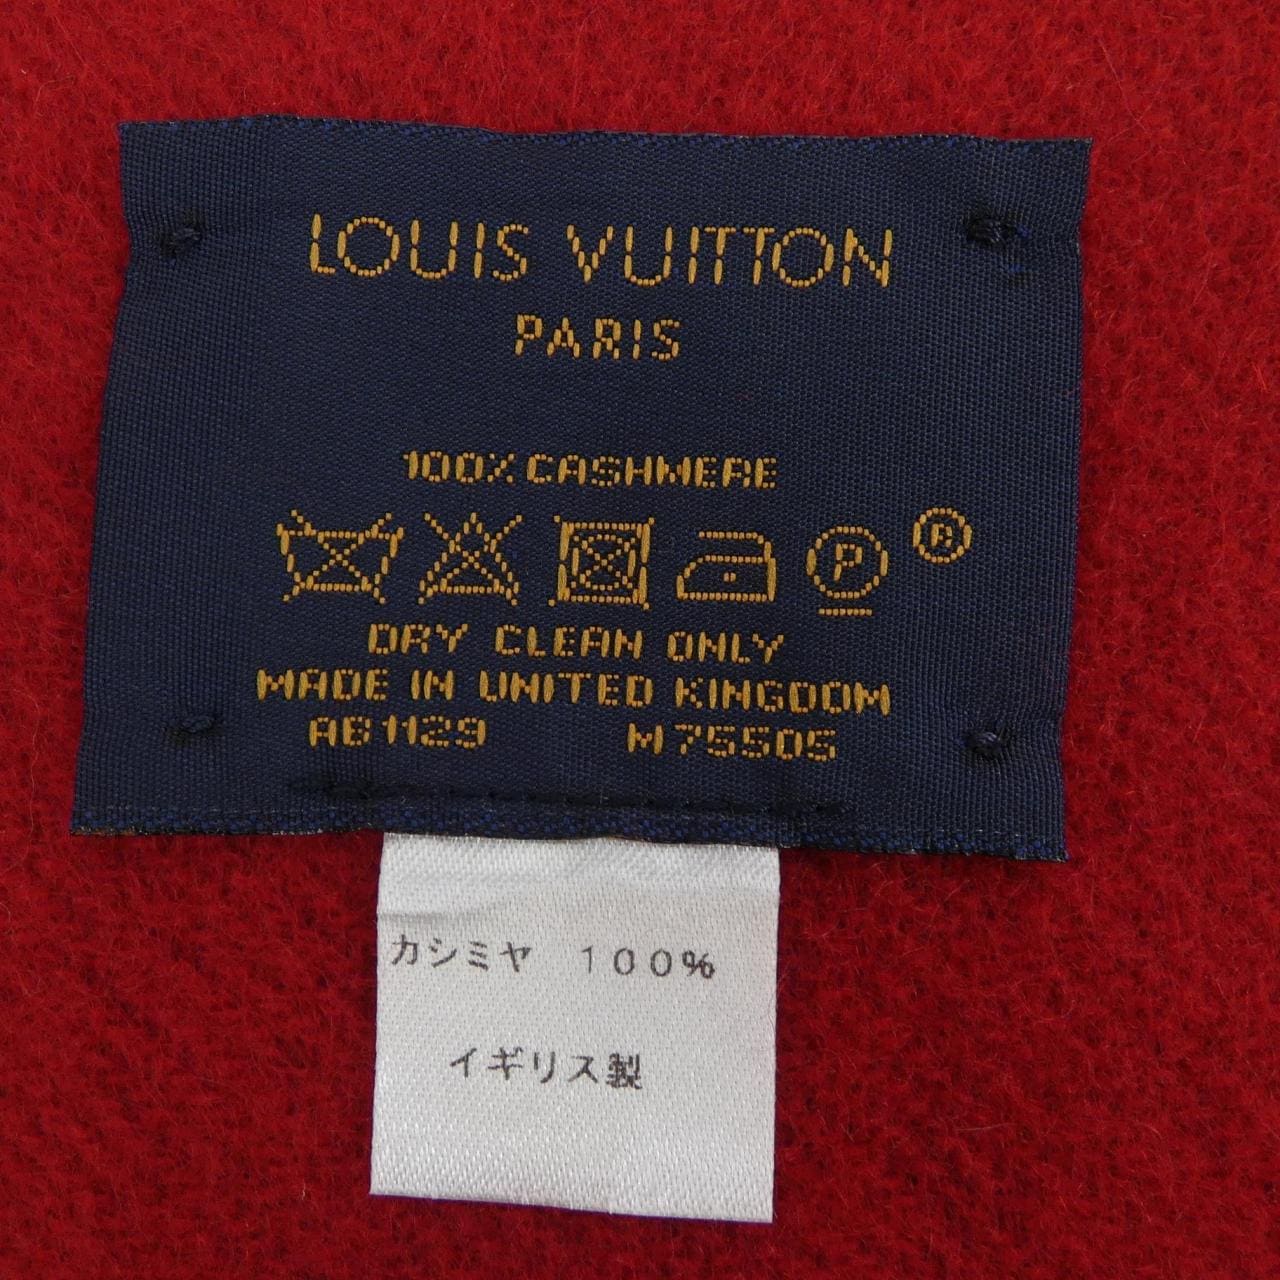 LOUIS VUITTON
PARIS
100% CASHMERE
P ®
DRY CLEAN ONLY
MADE IN UNITED KINGDOM
AB1129 M75505
カシミヤ 100%
イギリス製